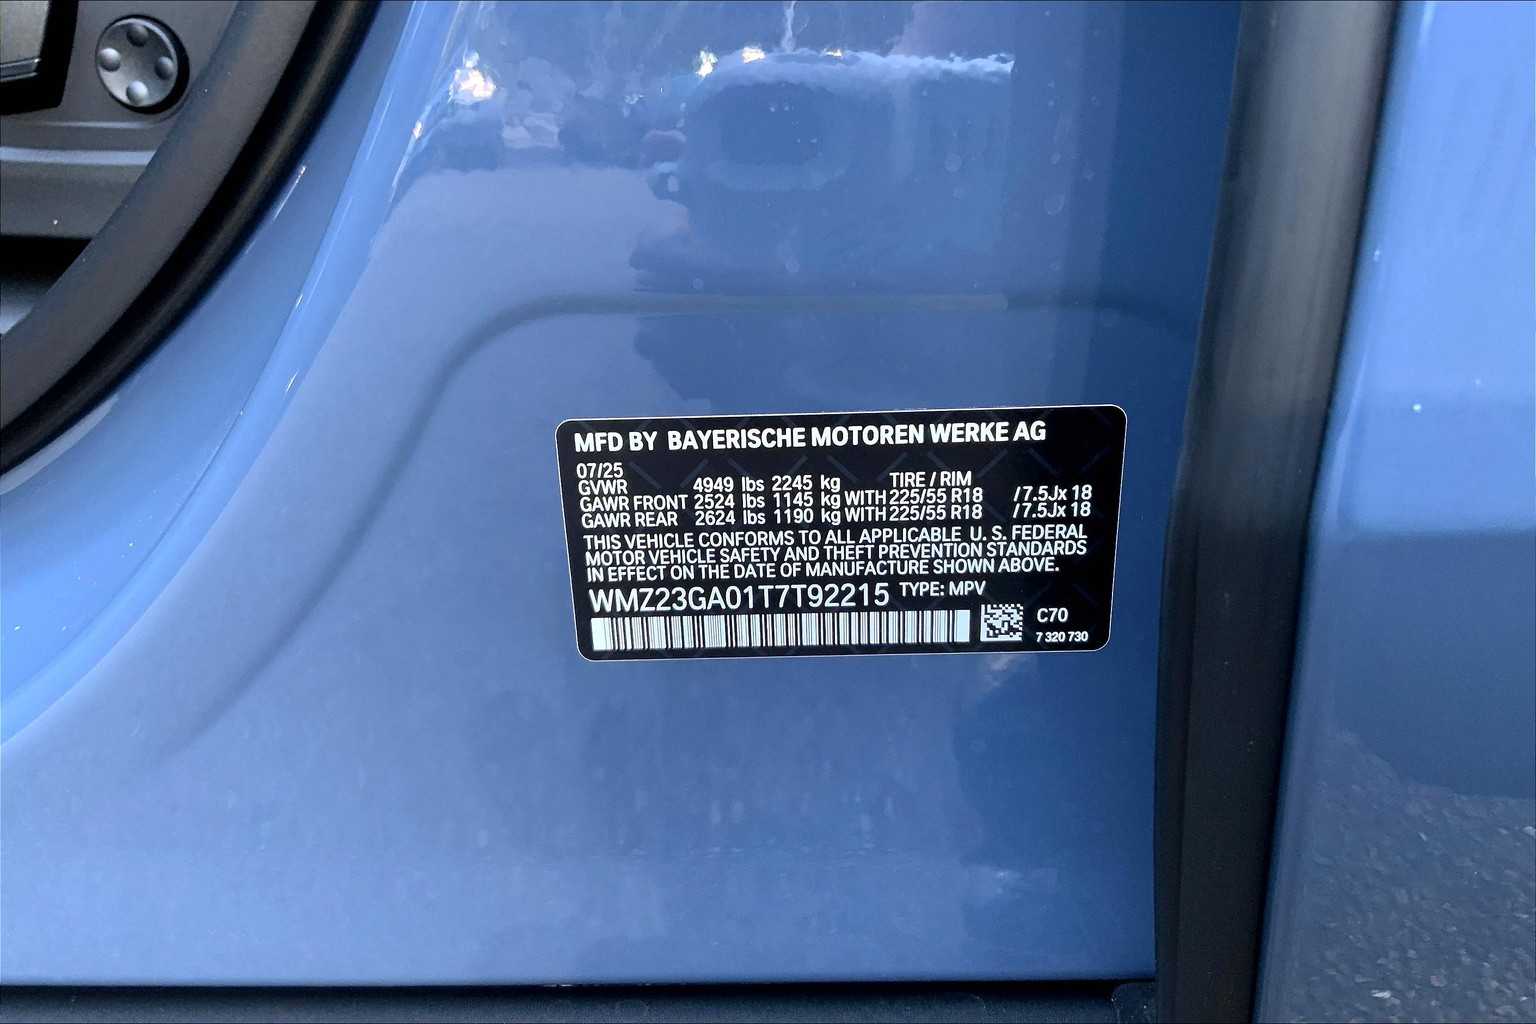 MFD BY BAYERISCHE MOTOREN WERKE AG
07/25
GVWR 4949 lbs 2245 kg TIRE / RIM
GAWR FRONT 2524 lbs 1145 kg WITH 225/55 R18 /7.5Jx 18
GAWR REAR 2624 lbs 1190 kg WITH 225/55 R18 /7.5Jx 18
THIS VEHICLE CONFORMS TO ALL APPLICABLE U. S. FEDERAL
MOTOR VEHICLE SAFETY AND THEFT PREVENTION STANDARDS
IN EFFECT ON THE DATE OF MANUFACTURE SHOWN ABOVE.
WMZ23GA01T7T92215 TYPE: MPV
C70
7 320 730